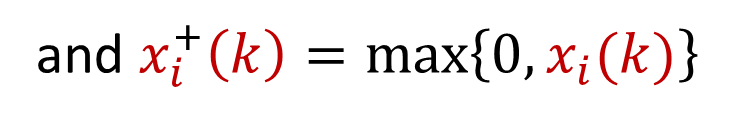 and $x_i^+(k) = \max\{0, x_i(k)\}$